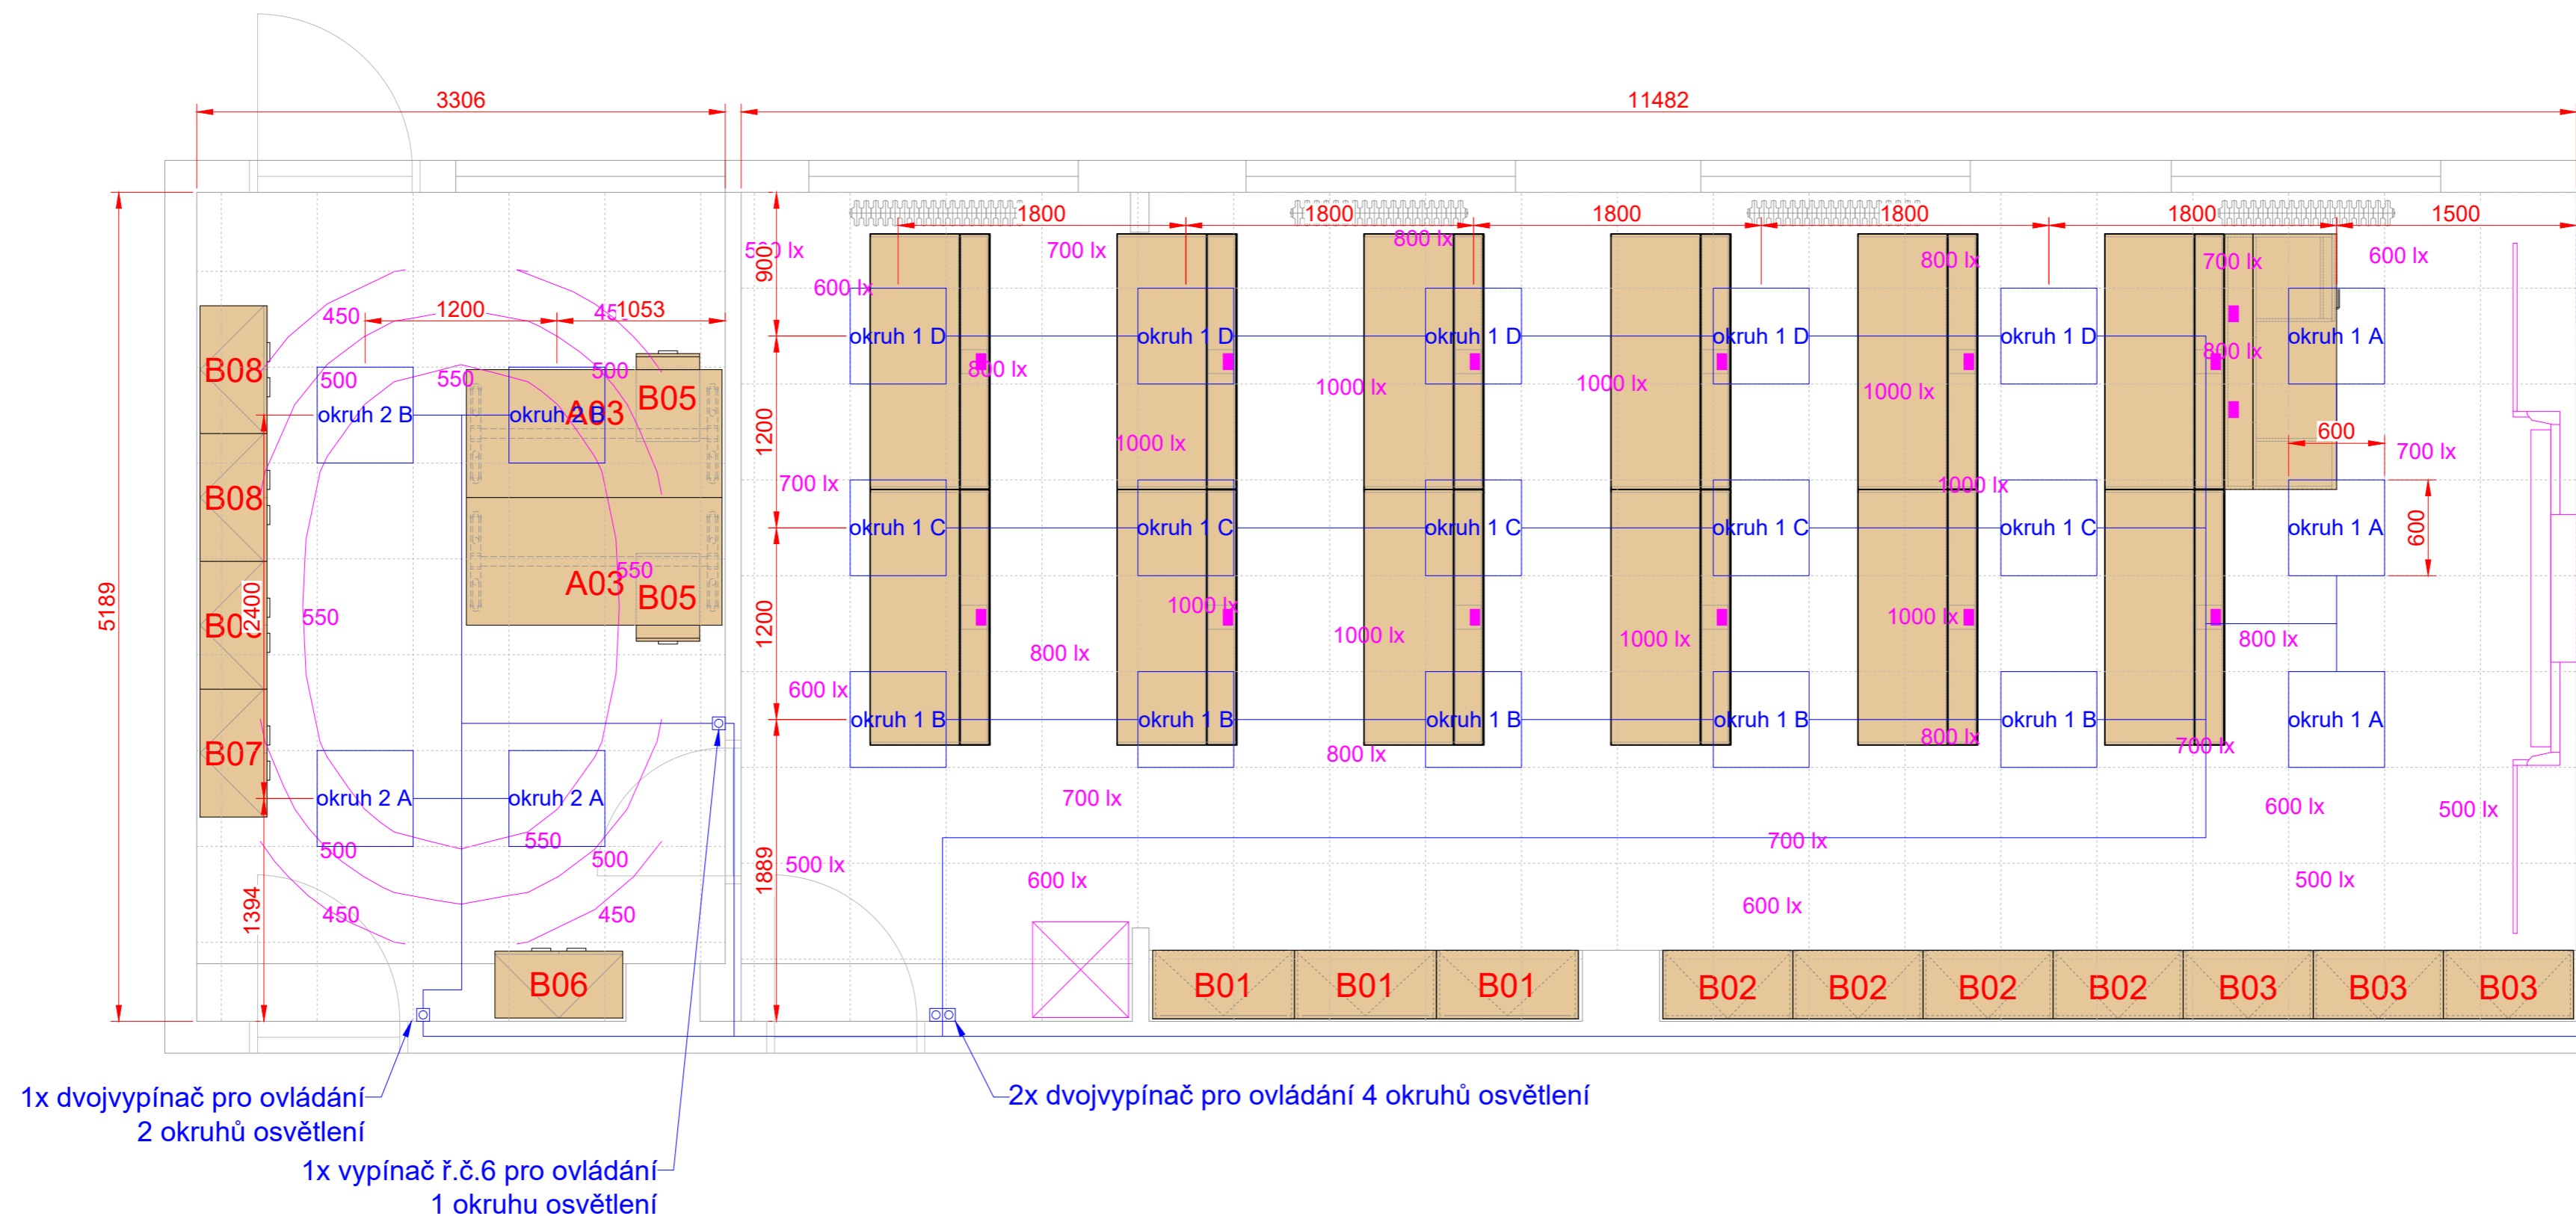 3306
11482
1800
1800
1800
1800
1800
1500
900
700 lx
800 lx
800 lx
700 lx
600 lx
600 lx
450
1200
1053
okruh 1 D
okruh 1 D
okruh 1 D
okruh 1 D
okruh 1 D
okruh 1 A
B08
500
550
500
B05
800 lx
1000 lx
1000 lx
1000 lx
800 lx
okruh 2 B
okruh 2 B
A03
1200
1000 lx
600
700 lx
B08
700 lx
1000 lx
okruh 1 C
okruh 1 C
okruh 1 C
okruh 1 C
okruh 1 C
okruh 1 A
600
5189
2400
550
A03
550
B05
1200
1000 lx
1000 lx
1000 lx
1000 lx
800 lx
800 lx
600 lx
okruh 1 B
okruh 1 B
okruh 1 B
okruh 1 B
okruh 1 B
okruh 1 A
B07
800 lx
800 lx
700 lx
okruh 2 A
okruh 2 A
700 lx
600 lx
500 lx
500
550
500
1889
500 lx
700 lx
600 lx
500 lx
1394
450
450
600 lx
B06
B01
B01
B01
B02
B02
B02
B02
B03
B03
B03
1x dvojvypínač pro ovládání
2 okruhů osvětlení
2x dvojvypínač pro ovládání 4 okruhů osvětlení
1x vypínač ř.č.6 pro ovládání
1 okruhu osvětlení